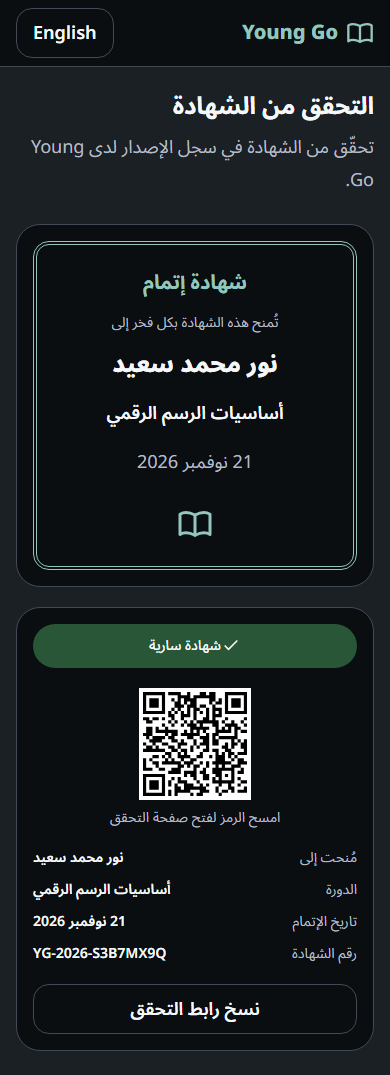 Young Go
English
التحقق من الشهادة
تحقّق من الشهادة في سجل الإصدار لدى Young
Go.
شهادة إتمام
تُمنح هذه الشهادة بكل فخر إلى
نور محمد سعيد
أساسيات الرسم الرقمي
21 نوفمبر 2026
شهادة سارية
امسح الرمز لفتح صفحة التحقق
مُنحت إلى نور محمد سعيد
الدورة أساسيات الرسم الرقمي
تاريخ الإتمام 21 نوفمبر 2026
رقم الشهادة YG-2026-S3B7MX9Q
نسخ رابط التحقق